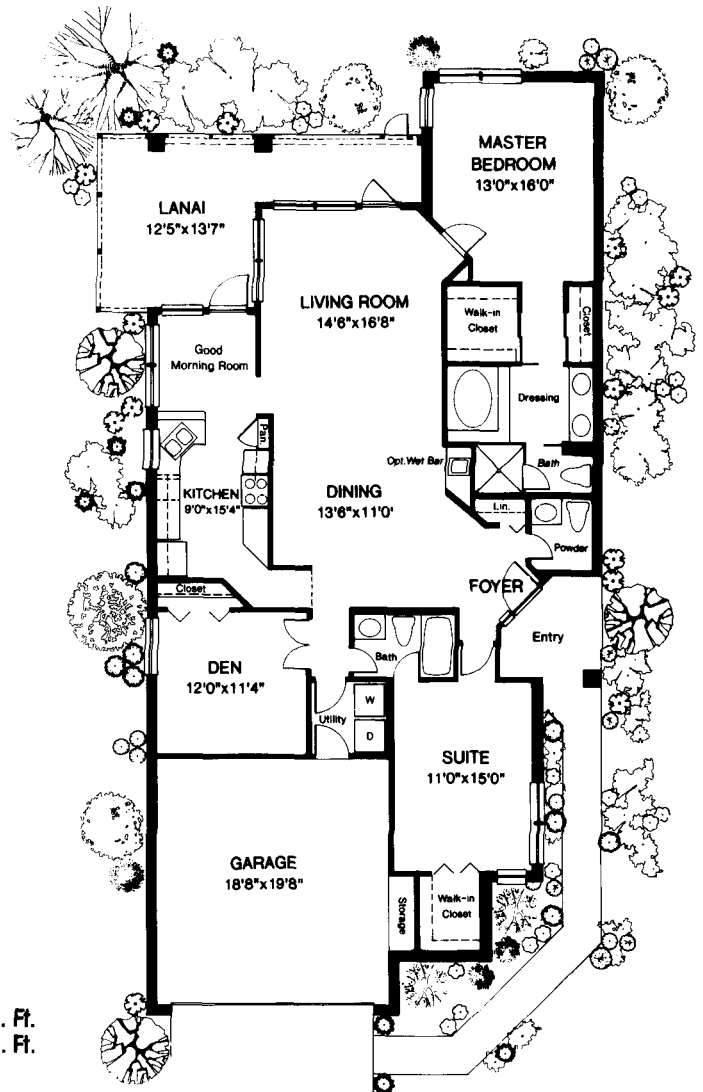 MASTER
BEDROOM
13'0"x16'0"
LANAI
12'5"x13'7"
LIVING ROOM
14'6"x16'8"
Walk-in
Closet
Closet
Good
Morning Room
Dressing
Pan
Opt. Wet Bar
Bath
KITCHEN
9'0"x15'4"
DINING
13'6"x11'0'
Lin.
Powder
FOYER
Closet
Entry
Bath
DEN
12'0"x11'4"
W
Utility
D
SUITE
11'0"x15'0"
GARAGE
18'8"x19'8"
Storage
Walk-in
Closet
. Ft.
. Ft.